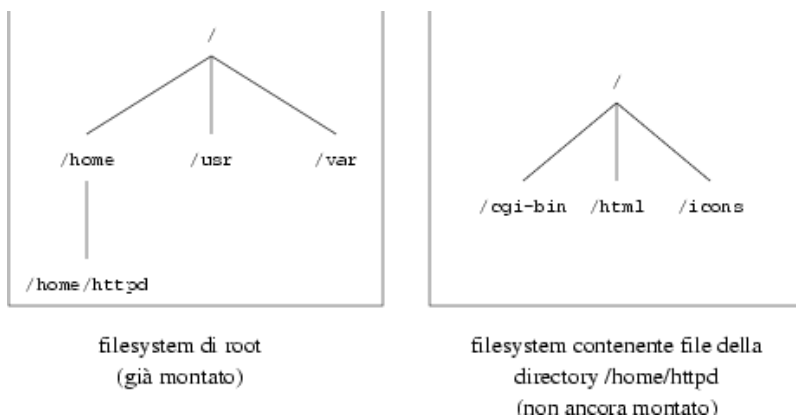 /
/home /usr /var
/home/httpd
filesystem di root
(già montato)
/
/cgi-bin /html /icons
filesystem contenente file della
directory /home/httpd
(non ancora montato)